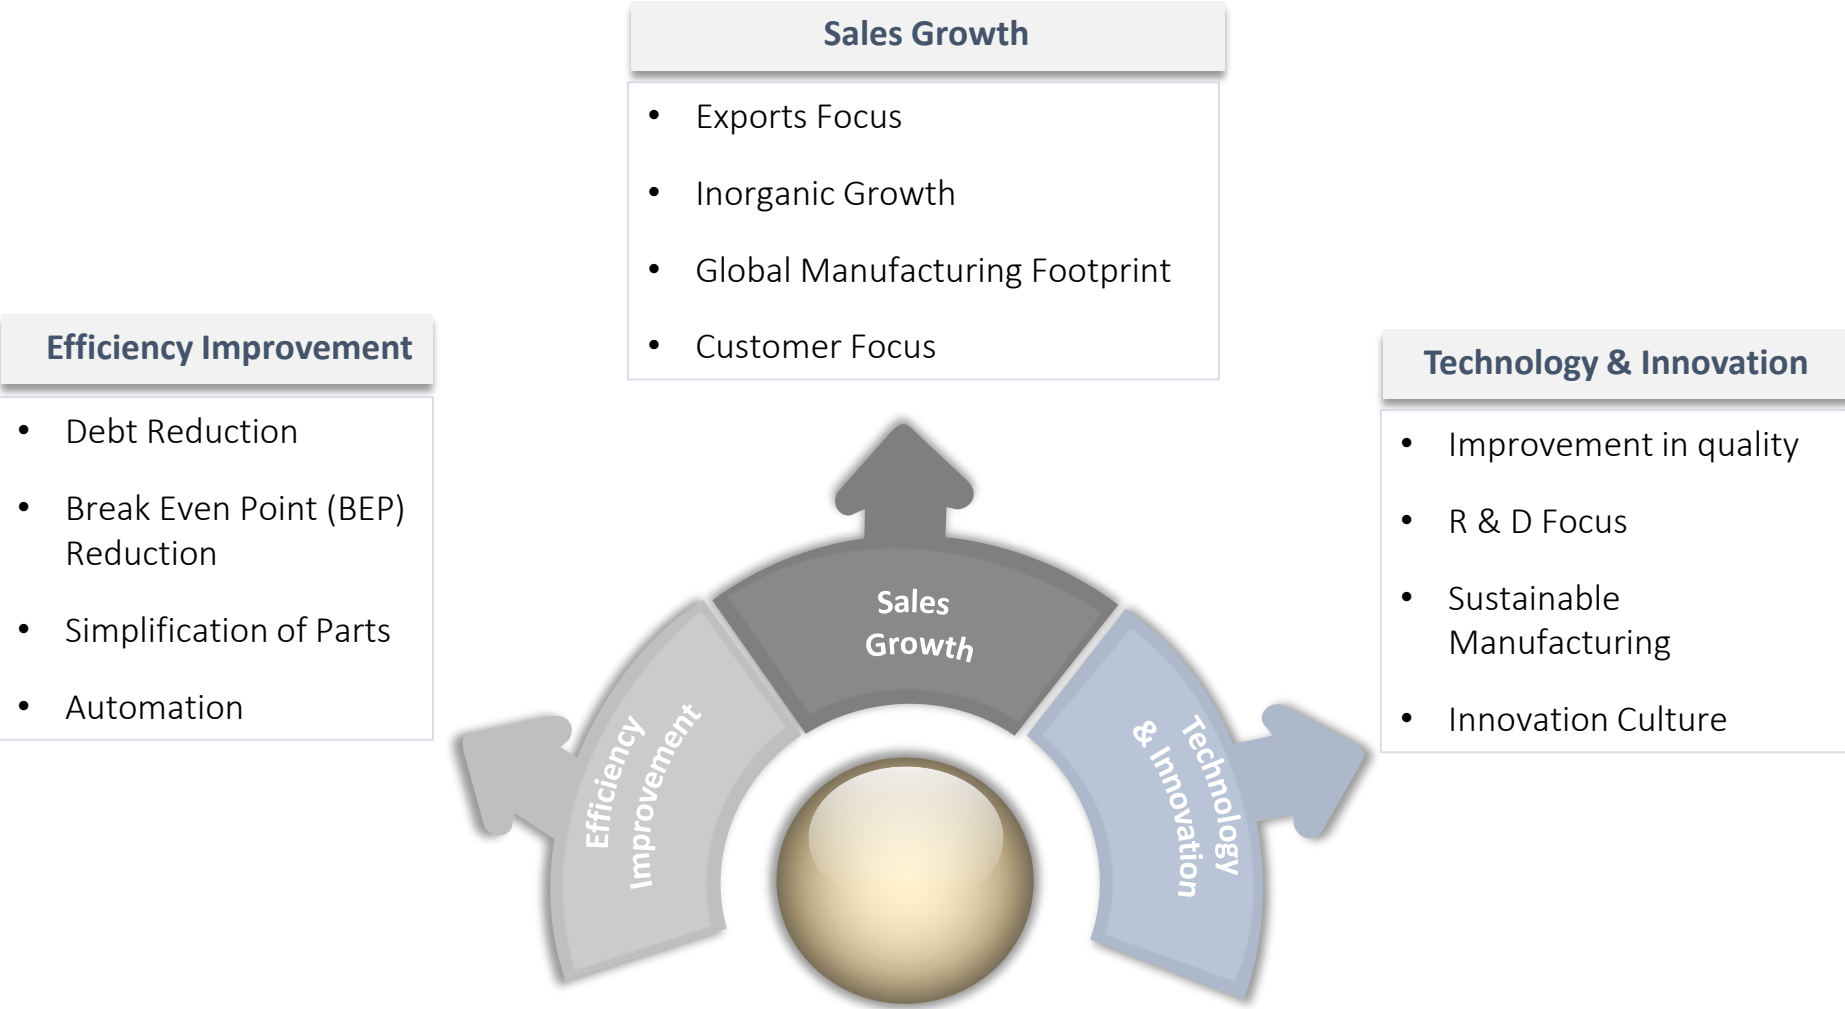 Sales Growth
• Exports Focus
• Inorganic Growth
• Global Manufacturing Footprint
• Customer Focus
Efficiency Improvement
• Debt Reduction
• Break Even Point (BEP)
Reduction
• Simplification of Parts
• Automation
Technology & Innovation
• Improvement in quality
• R & D Focus
• Sustainable
Manufacturing
• Innovation Culture
Efficiency
Improvement
Sales
Growth
Technology
& Innovation